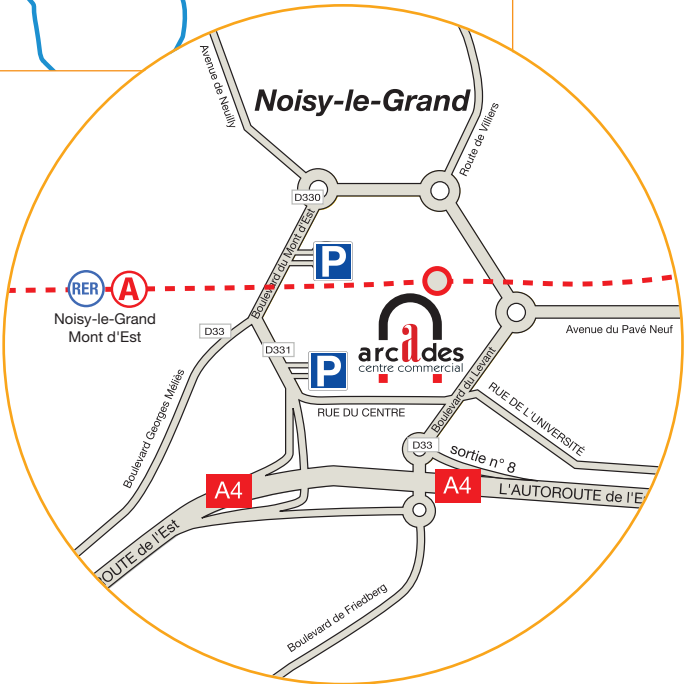 Avenue de Neuilly
Noisy-le-Grand
Route de Villiers
D330
Boulevard du Mont d'Est
P
RER
A
Noisy-le-Grand
Mont d'Est
D33
D331
arcades
centre commercial
Avenue du Pavé Neuf
P
Boulevard du Levant
Boulevard Georges Méliès
RUE DU CENTRE
RUE DE L'UNIVERSITÉ
D33
sortie n° 8
A4
A4
L'AUTOROUTE de l'E
OUTE de l'Est
Boulevard de Friedberg